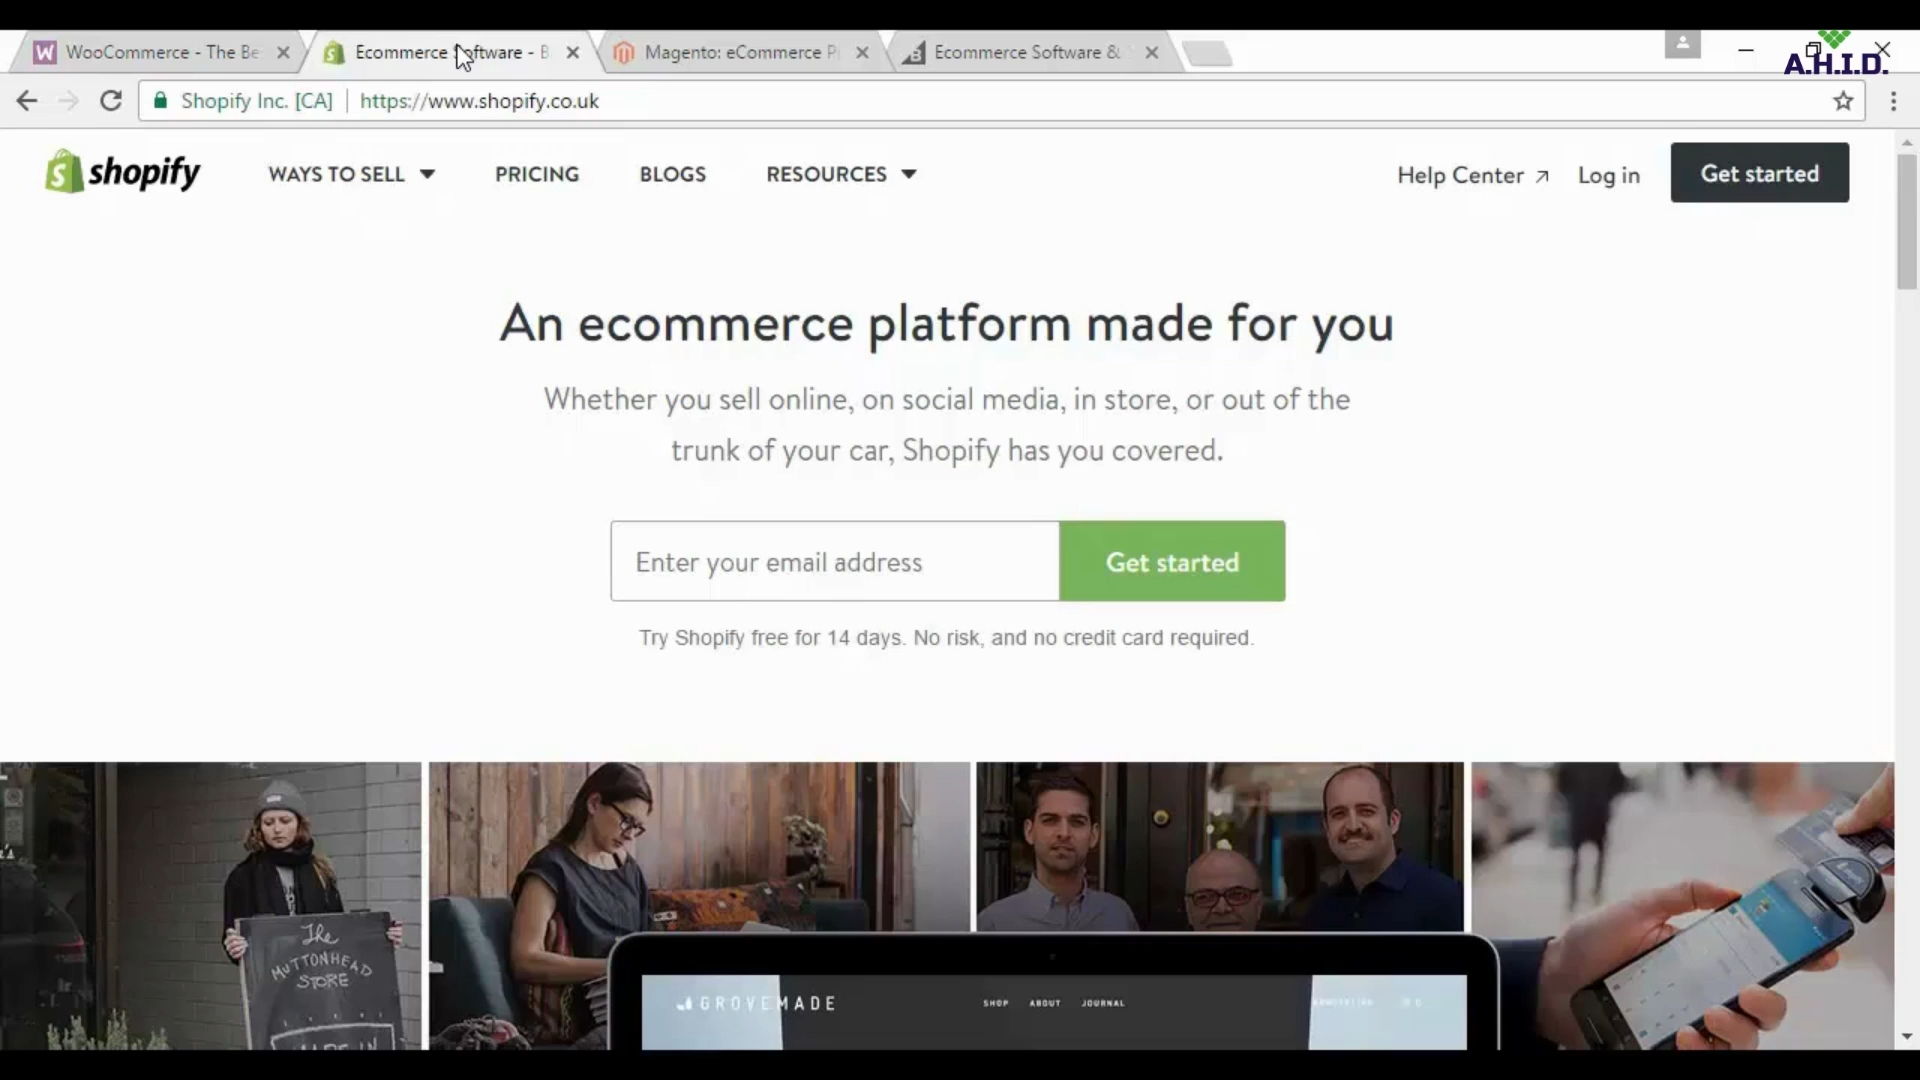 WooCommerce - The Be
Ecommerce Software - B
Magento: eCommerce P
Ecommerce Software &
A.H.I.D.
Shopify Inc. [CA]
https://www.shopify.co.uk
shopify
WAYS TO SELL
PRICING
BLOGS
RESOURCES
Help Center
Log in
Get started
An ecommerce platform made for you
Whether you sell online, on social media, in store, or out of the
trunk of your car, Shopify has you covered.
Enter your email address
Get started
Try Shopify free for 14 days. No risk, and no credit card required.
The
MUTTONHEAD
STORE
GROVEMADE
SHOP
ABOUT
JOURNAL